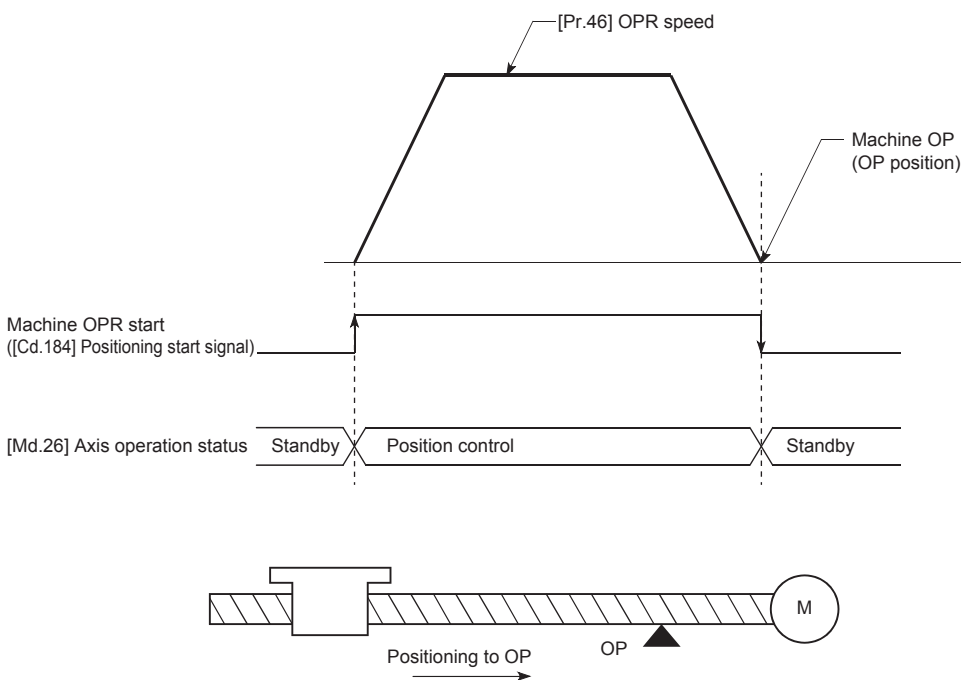 [Pr.46] OPR speed
Machine OP
(OP position)
Machine OPR start
([Cd.184] Positioning start signal)
[Md.26] Axis operation status
Standby
Position control
Standby
M
OP
Positioning to OP